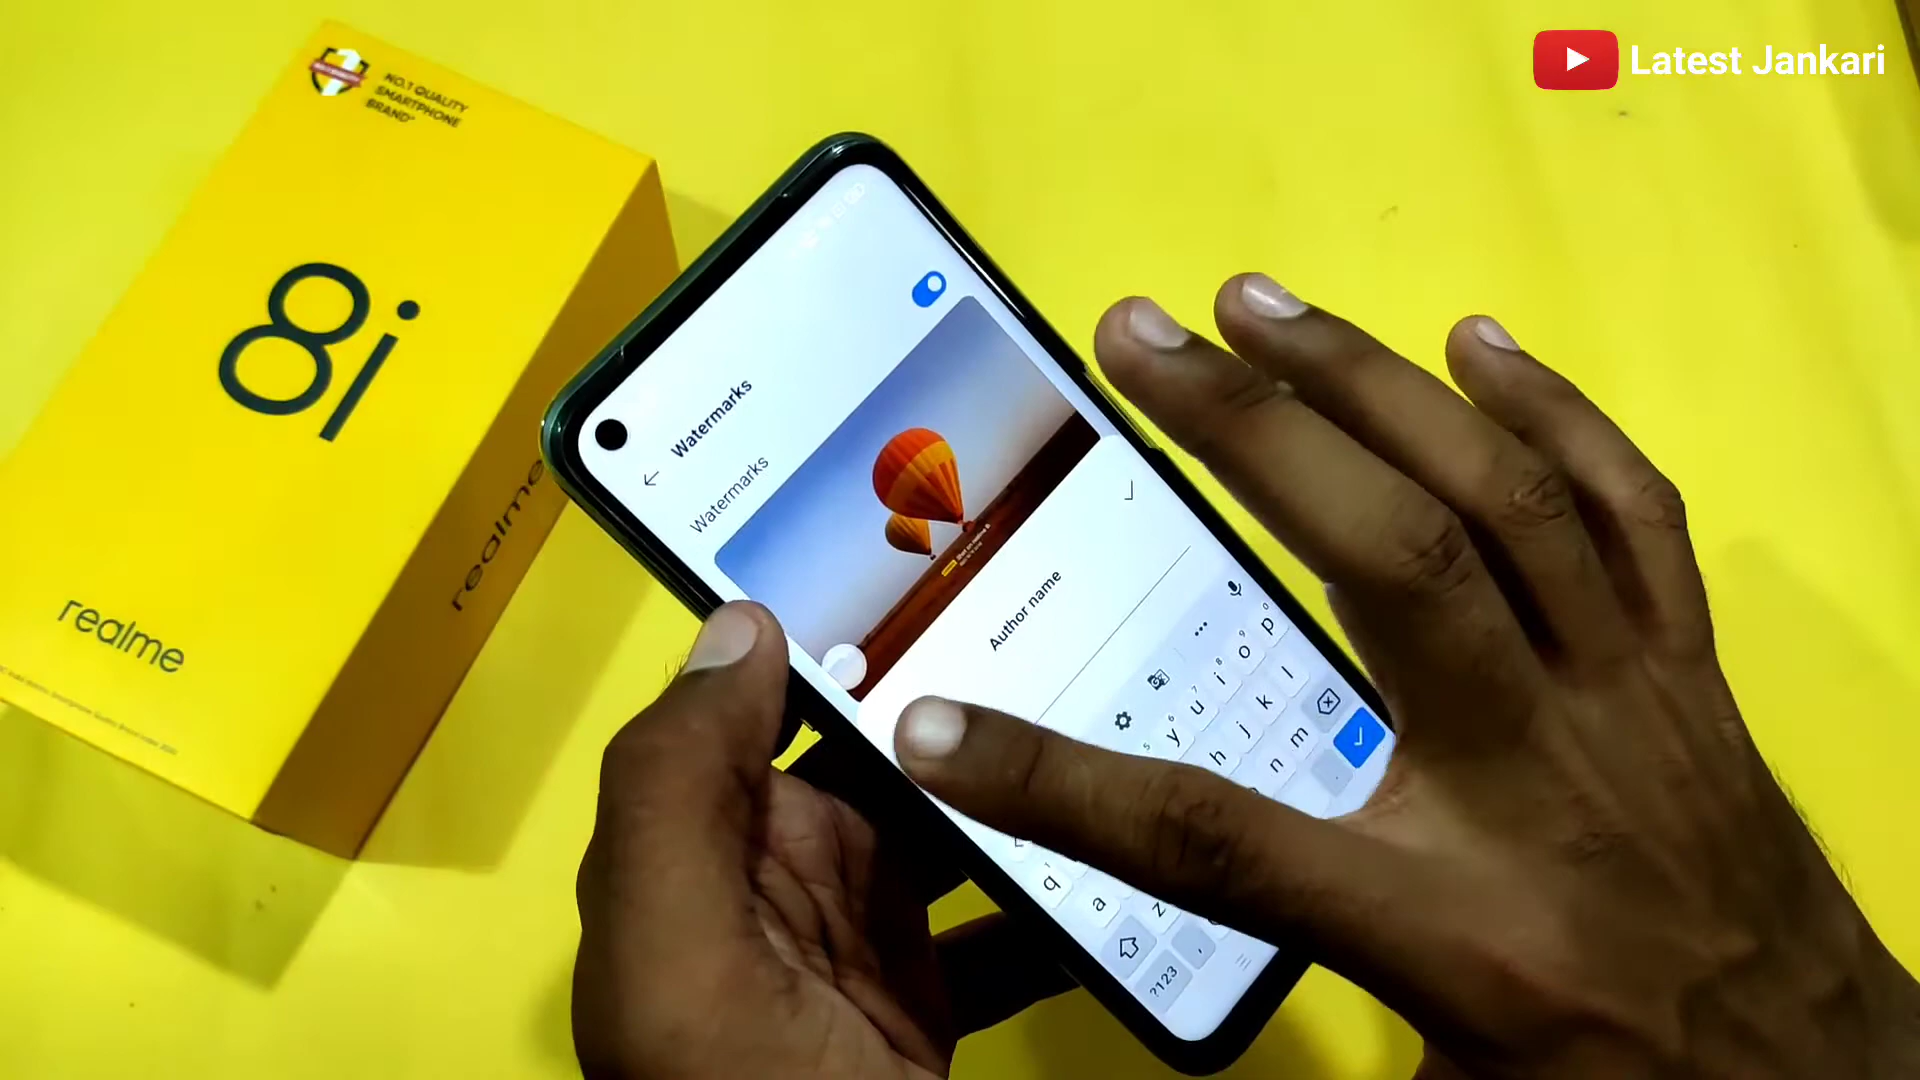 Latest Jankari
NO.1 QUALITY
SMARTPHONE
BRAND*
8i
realme
realme
Watermarks
Watermarks
Author name
y u i o p
h j k l
n m
q
a
z
?123